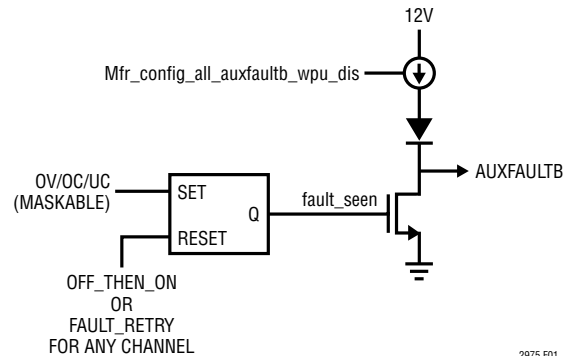 12V
Mfr_config_all_auxfaultb_wpu_dis
AUXFAULTB
OV/OC/UC
(MASKABLE)
SET
fault_seen
Q
RESET
OFF_THEN_ON
OR
FAULT_RETRY
FOR ANY CHANNEL
2975 F01